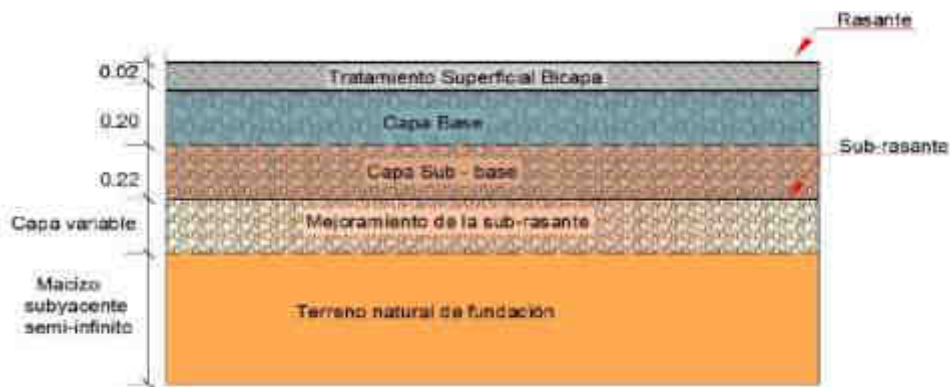 Rasante
0.02
Tratamiento Superficial Bicapa
0.20
Capa Base
Sub-rasante
0.22
Capa Sub - base
Capa variable
Mejoramiento de la sub-rasante
Macizo
subyacente
semi-infinito
Terreno natural de fundación